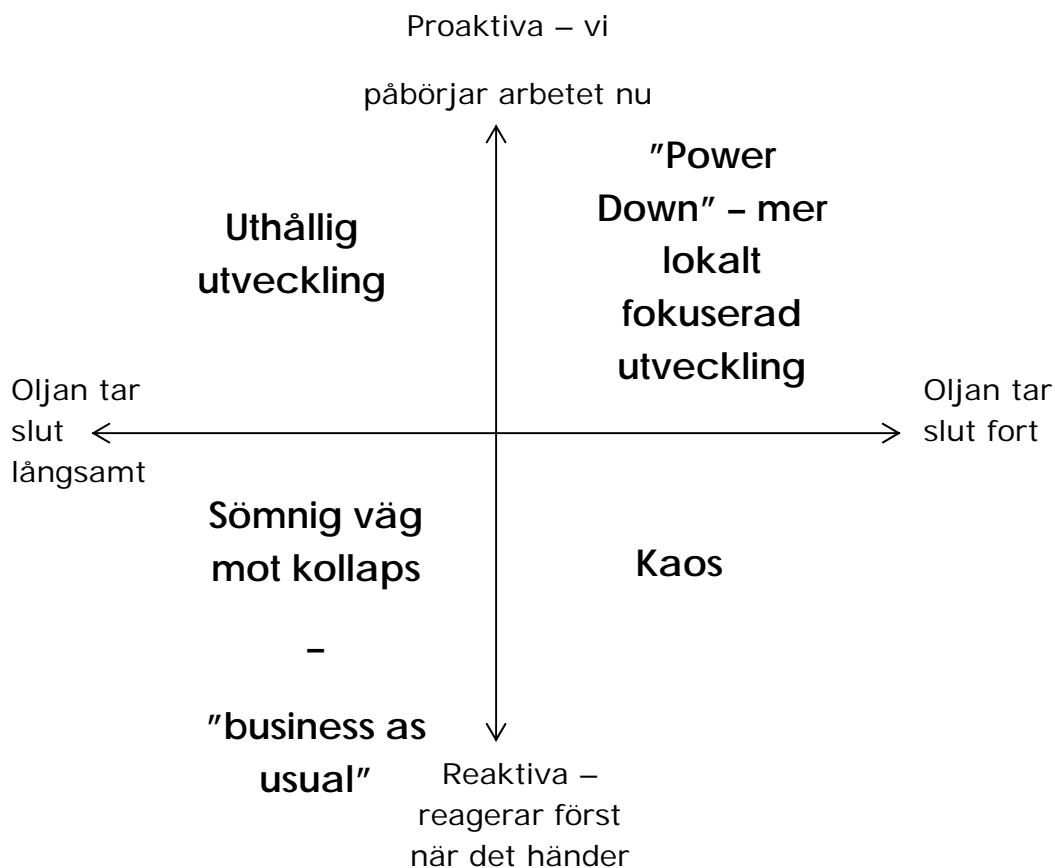 Proaktiva – vi
påbörjar arbetet nu
”Power
Down” – mer
lokalt
fokuserad
utveckling
Uthållig
utveckling
Oljan tar
slut
långsamt
Oljan tar
slut fort
Sömnig väg
mot kollaps
–
”business as
usual”
Kaos
Reaktiva –
reagerar först
när det händer